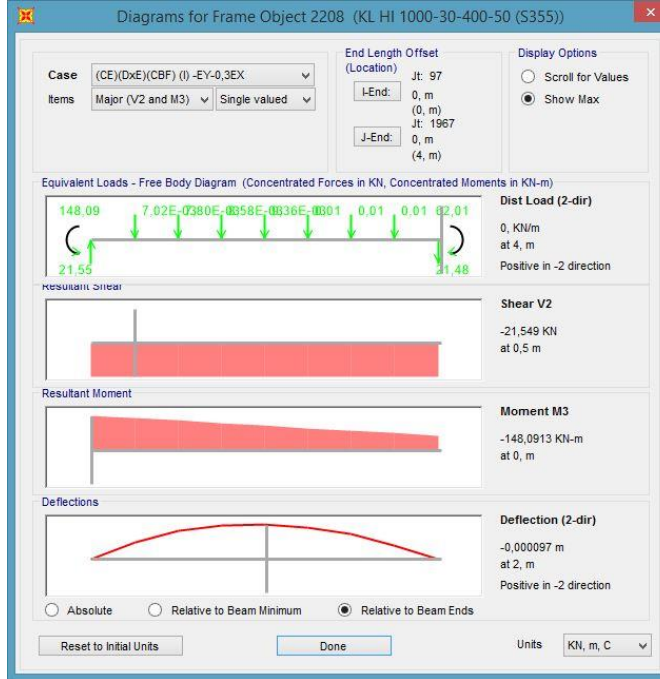 Diagrams for Frame Object 2208 (KL HI 1000-30-400-50 (S355))
Case
(CE)(DxE)(CBF) (I) -EY-0,3EX
Items
Major (V2 and M3)
Single valued
End Length Offset
(Location)
Jt: 97
I-End:
0, m
(0, m)
Jt: 1967
J-End:
0, m
(4, m)
Display Options
Scroll for Values
Show Max
Equivalent Loads - Free Body Diagram (Concentrated Forces in KN, Concentrated Moments in KN-m)
148,09
0,01
0,01
62,01
21,55
21,48
Dist Load (2-dir)
0, KN/m
at 4, m
Positive in -2 direction
Resultant Shear
Shear V2
-21,549 KN
at 0,5 m
Resultant Moment
Moment M3
-148,0913 KN-m
at 0, m
Deflections
Deflection (2-dir)
-0,000097 m
at 2, m
Positive in -2 direction
Absolute
Relative to Beam Minimum
Relative to Beam Ends
Reset to Initial Units
Done
Units
KN, m, C